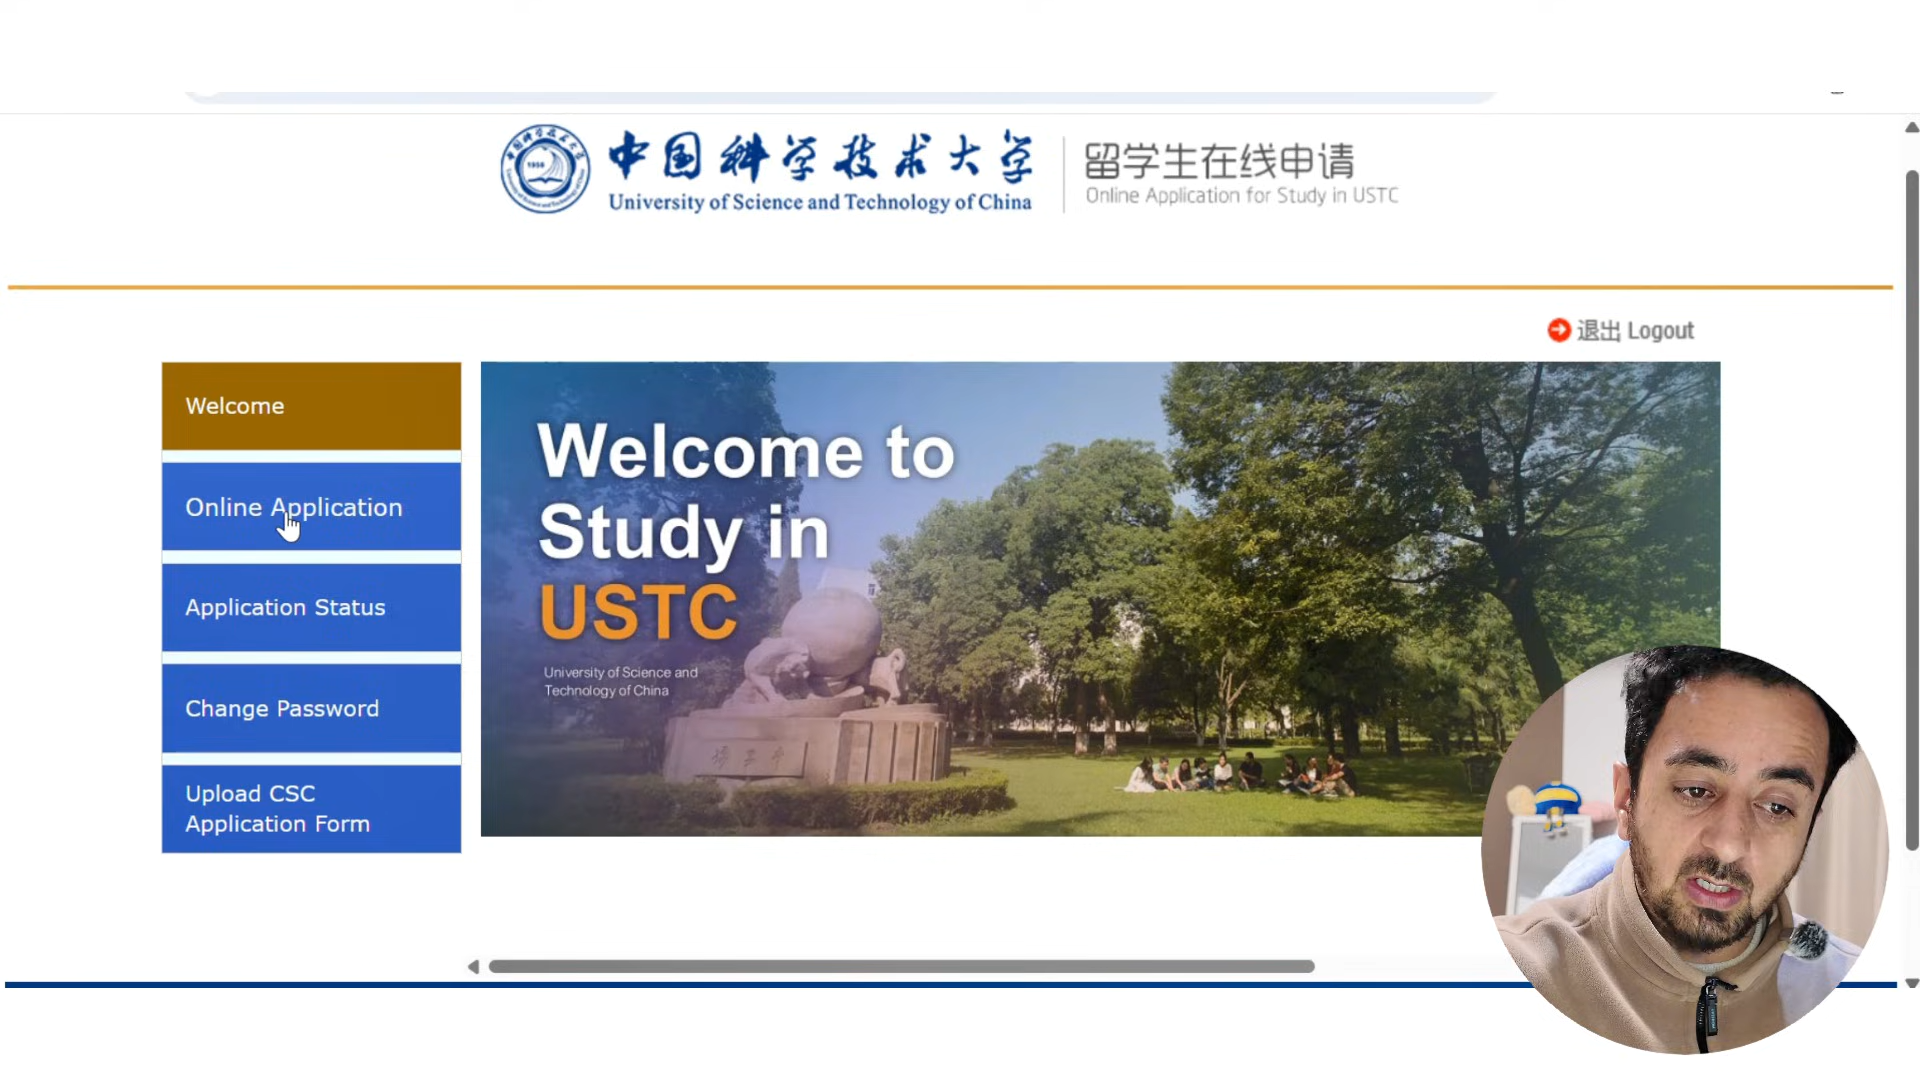 中国科学技术大学
University of Science and Technology of China
1958
留学生在线申请
Online Application for Study in USTC
退出 Logout
Welcome
Online Application
Application Status
Change Password
Upload CSC
Application Form
Welcome to
Study in
USTC
University of Science and
Technology of China